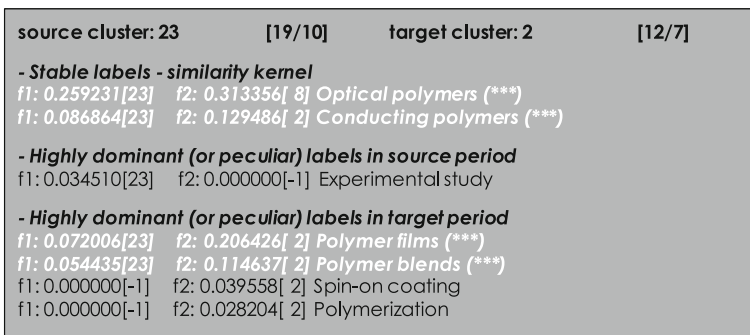 source cluster: 23 [19/10] target cluster: 2 [12/7]
- Stable labels - similarity kernel
f1: 0.259231[23] f2: 0.313356[ 8] Optical polymers (***)
f1: 0.086864[23] f2: 0.129486[ 2] Conducting polymers (***)
- Highly dominant (or peculiar) labels in source period
f1: 0.034510[23] f2: 0.000000[-1] Experimental study
- Highly dominant (or peculiar) labels in target period
f1: 0.072006[23] f2: 0.206426[ 2] Polymer films (***)
f1: 0.054435[23] f2: 0.114637[ 2] Polymer blends (***)
f1: 0.000000[-1] f2: 0.039558[ 2] Spin-on coating
f1: 0.000000[-1] f2: 0.028204[ 2] Polymerization